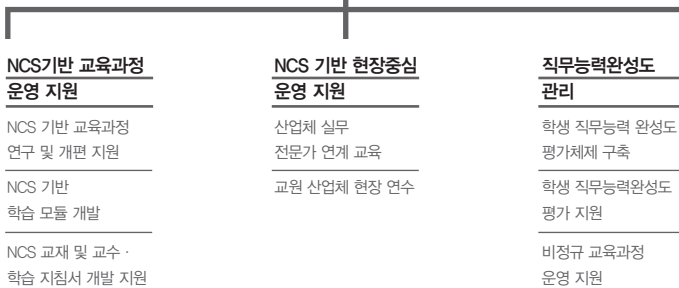 NCS기반 교육과정
운영 지원
NCS 기반 교육과정
연구 및 개편 지원
NCS 기반
학습 모듈 개발
NCS 교재 및 교수 ·
학습 지침서 개발 지원
NCS 기반 현장중심
운영 지원
산업체 실무
전문가 연계 교육
교원 산업체 현장 연수
직무능력완성도
관리
학생 직무능력 완성도
평가체제 구축
학생 직무능력완성도
평가 지원
비정규 교육과정
운영 지원